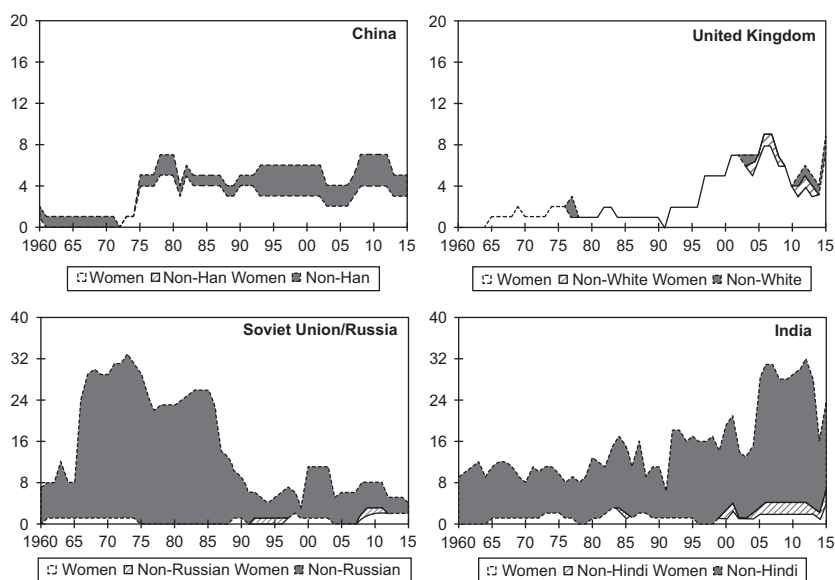 China
20
16
12
8
4
0
1960 65 70 75 80 85 90 95 00 05 10 15
Women Non-Han Women Non-Han
United Kingdom
20
16
12
8
4
0
1960 65 70 75 80 85 90 95 00 05 10 15
Women Non-White Women Non-White
Soviet Union/Russia
40
32
24
16
8
0
1960 65 70 75 80 85 90 95 00 05 10 15
Women Non-Russian Women Non-Russian
India
40
32
24
16
8
0
1960 65 70 75 80 85 90 95 00 05 10 15
Women Non-Hindi Women Non-Hindi